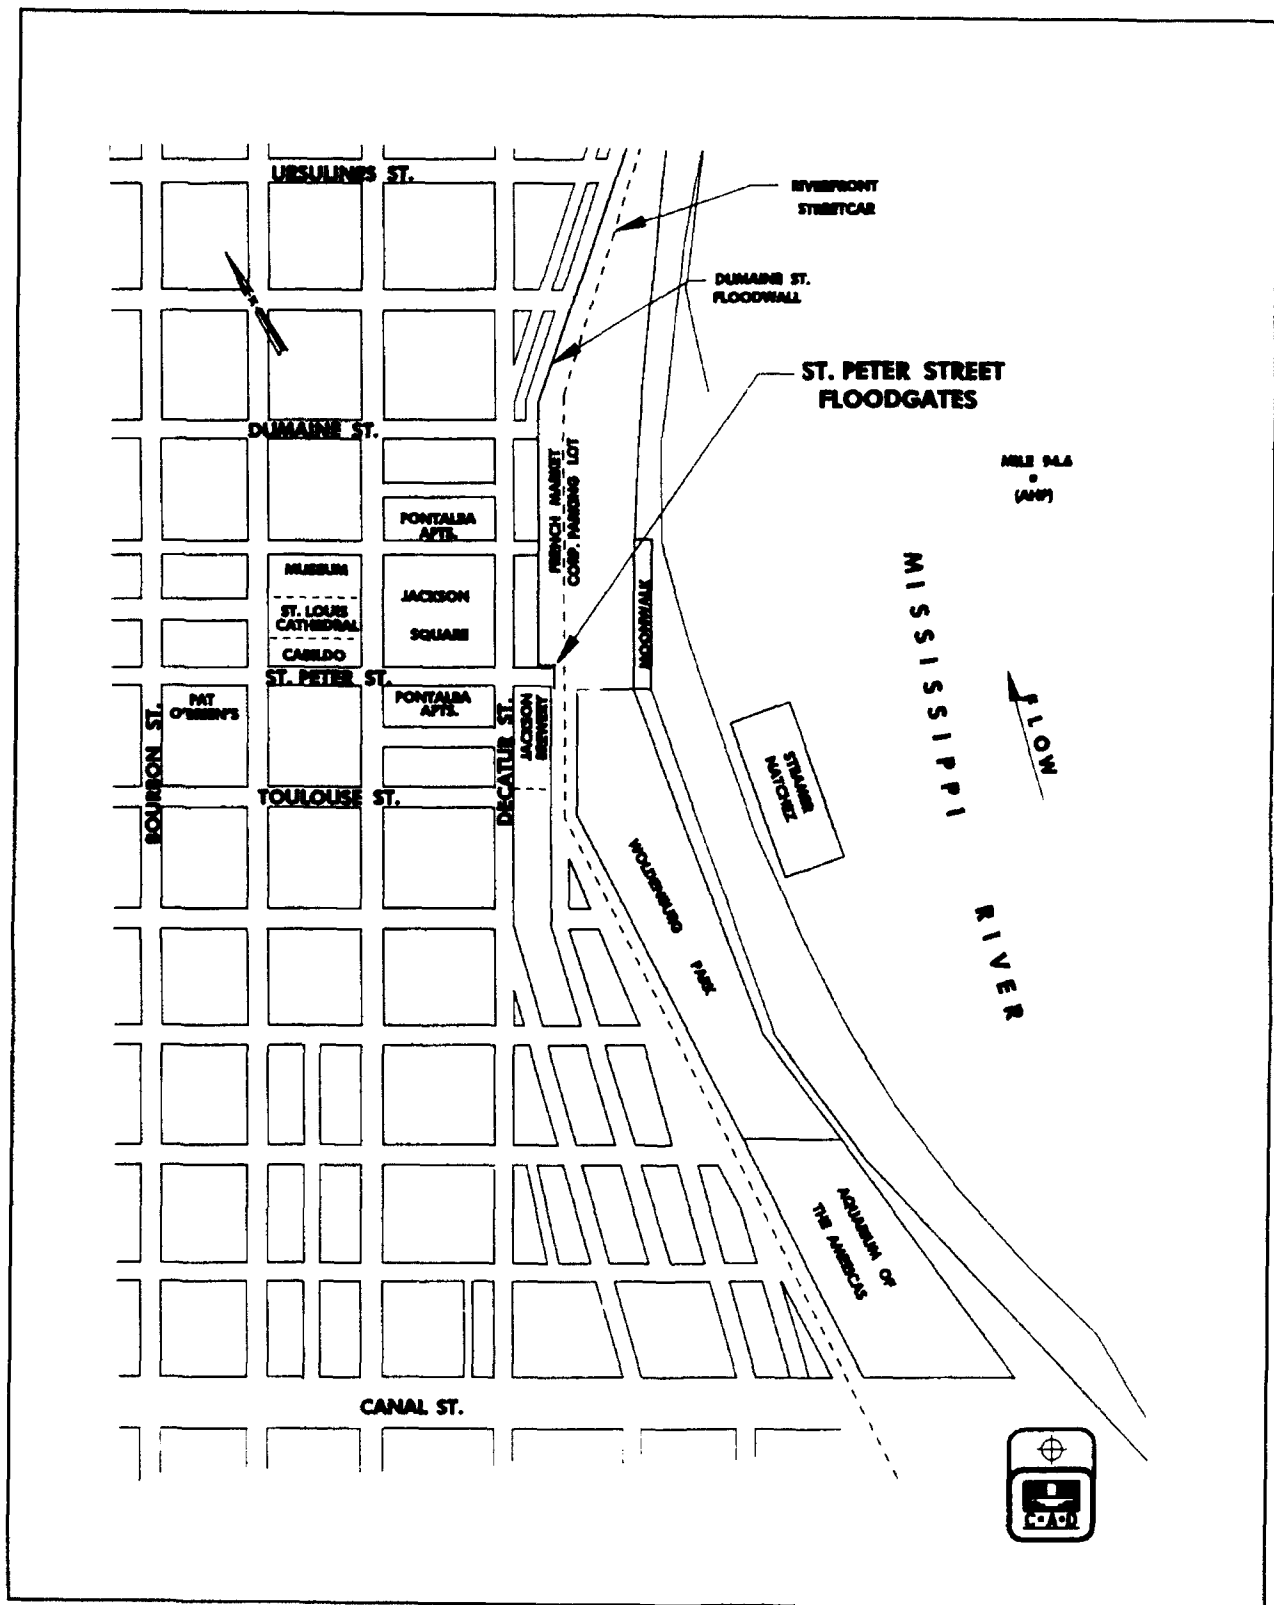 URSULINES ST.
RIVERFRONT
STREETCAR
DUMAINE ST.
FLOODWALL
ST. PETER STREET
FLOODGATES
DUMAINE ST.
MILE 94.6
(AHP)
FRENCH MARKET
CORP. PARKING LOT
PONTALBA
APTS.
MUSEUM
ST. LOUIS
CATHEDRAL
CABILDO
JACKSON
SQUARE
MOONWALK
MISSISSIPPI
RIVER
ST. PETER ST.
PAT
O'BRIEN'S
PONTALBA
APTS.
BOURBON ST.
DECATUR ST.
JACKSON
BREWERY
FLOW
STEAMER
NATCHEZ
TOULOUSE ST.
WOLDENBURG
PARK
AQUARIUM OF
THE AMERICAS
CANAL ST.
C•A•D